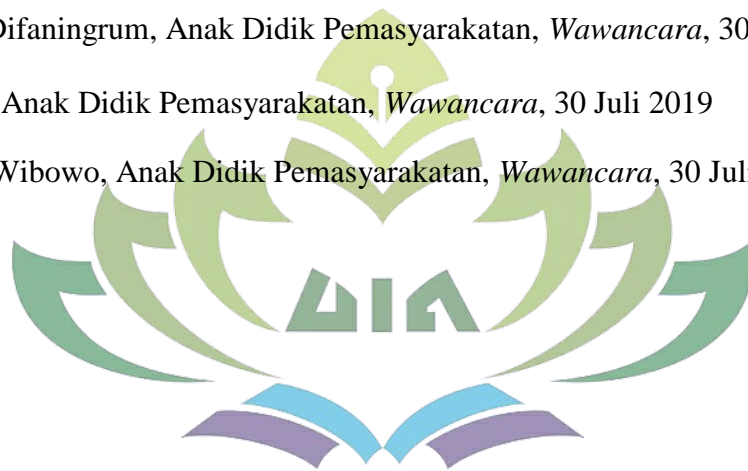 Difaningrum, Anak Didik Pemasyarakatan, Wawancara, 30
Anak Didik Pemasyarakatan, Wawancara, 30 Juli 2019
Wibowo, Anak Didik Pemasyarakatan, Wawancara, 30 Juli
UIN